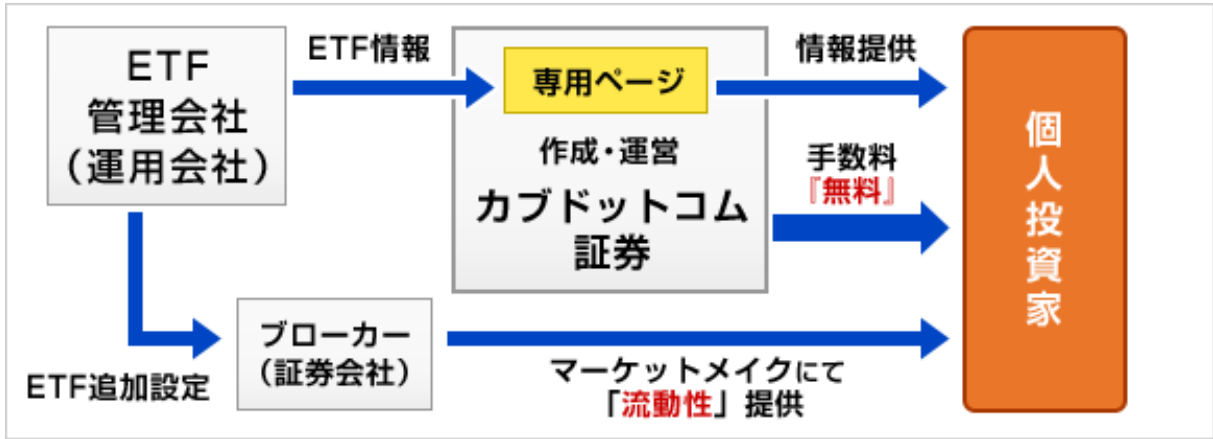 ETF
管理会社
（運用会社）
ETF情報
専用ページ
作成・運営
カブドットコム
証券
情報提供
手数料
『無料』
個人投資家
ETF追加設定
ブローカー
（証券会社）
マーケットメイクにて
「流動性」提供